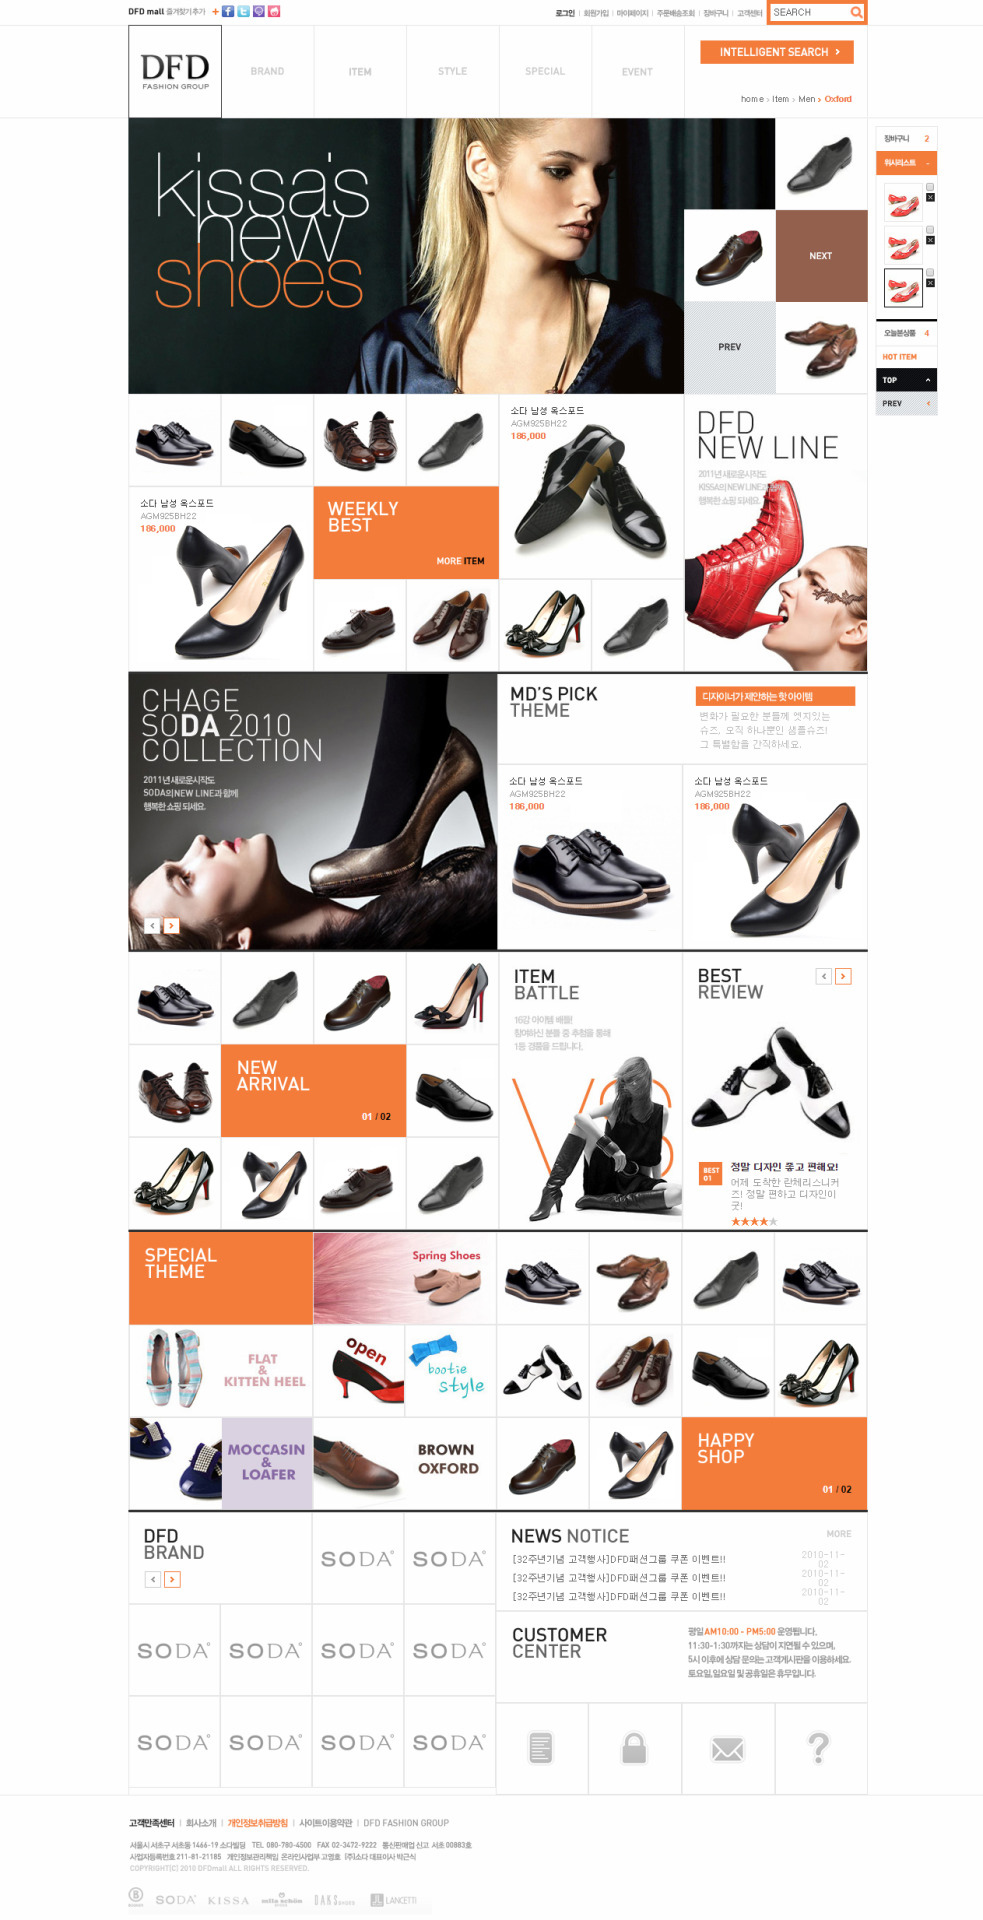 DFD mall 즐겨찾기추가
로그인 | 회원가입 | 마이페이지 | 주문배송조회 | 장바구니 | 고객센터
SEARCH
DFD
FASHION GROUP
BRAND
ITEM
STYLE
SPECIAL
EVENT
INTELLIGENT SEARCH
home > item > Men > Oxford
kissa's
new
shoes
NEXT
PREV
장바구니 2
위시리스트 -
오늘본상품 4
HOT ITEM
TOP
PREV
소다 남성 옥스포드
AGM925BH22
186,000
DFD
NEW LINE
2011년 새로운시작도
KISSA의 NEW LINE과 함께
행복한 쇼핑 되세요.
소다 남성 옥스포드
AGM925BH22
186,000
WEEKLY
BEST
MORE ITEM
CHAGE
SODA 2010
COLLECTION
2011년새로운시작도
SODA의NEW LINE과함께
행복한 쇼핑 되세요.
MD'S PICK
THEME
디자이너가 제안하는 핫 아이템
변화가 필요한 분들께 엣지있는
슈즈, 오직 하나뿐인 샘플슈즈!
그 특별함을 간직하세요.
소다 남성 옥스포드
AGM925BH22
186,000
소다 남성 옥스포드
AGM925BH22
186,000
ITEM
BATTLE
16강 아이템 배틀!
참여하신 분들 중 추첨을 통해
1등 경품을 드립니다.
VS
BEST
REVIEW
NEW
ARRIVAL
01 / 02
BEST
01
정말 디자인 좋고 편해요!
어제 도착한 란체리스니커
즈! 정말 편하고 디자인이
굿!
SPECIAL
THEME
Spring Shoes
FLAT
&
KITTEN HEEL
open
bootie
style
MOCCASIN
&
LOAFER
BROWN
OXFORD
HAPPY
SHOP
01 / 02
DFD
BRAND
SODA
SODA
SODA
SODA
SODA
SODA
SODA
SODA
SODA
SODA
NEWS NOTICE
MORE
[32주년기념 고객행사]DFD패션그룹 쿠폰 이벤트!!
2010-11-
02
[32주년기념 고객행사]DFD패션그룹 쿠폰 이벤트!!
2010-11-
02
[32주년기념 고객행사]DFD패션그룹 쿠폰 이벤트!!
2010-11-
02
CUSTOMER
CENTER
평일 AM10:00 - PM5:00 운영됩니다.
11:30-1:30까지는 상담이 지연될 수 있으며,
5시 이후에 상담 문의는 고객게시판을 이용하세요.
토요일,일요일 및 공휴일은 휴무입니다.
고객만족센터 | 회사소개 | 개인정보취급방침 | 사이트이용약관 | DFD FASHION GROUP
서울시 서초구 서초동 1466-19 소다빌딩 TEL 080-780-4500 FAX 02-3472-9222 통신판매업 신고 서초 00883호
사업자등록번호 211-81-21185 개인정보관리책임 온라인사업부 고영호 (주)소다 대표이사 박근식
COPYRIGHT(C) 2010 DFDmall ALL RIGHTS RESERVED.
SODA
KISSA
DAKS
LANCETTI